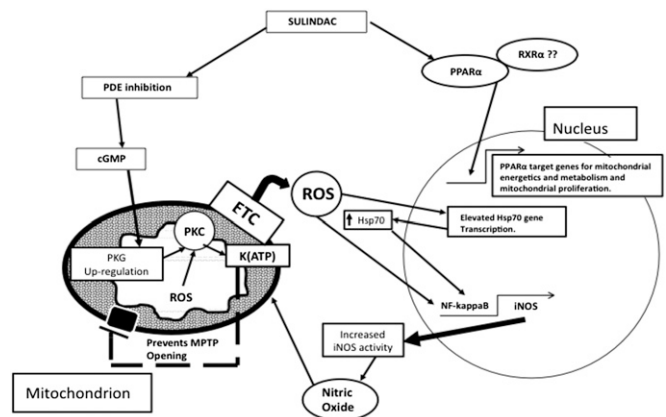 SULINDAC
RXRα ??
PPARα
PDE inhibition
cGMP
Nucleus
PPARα target genes for mitochondrial
energetics and metabolism and
mitochondrial proliferation.
ETC
ROS
Hsp70
Elevated Hsp70 gene
Transcription.
PKC
K(ATP)
PKG
Up-regulation
ROS
NF-kappaB
iNOS
Prevents MPTP
Opening
Increased
iNOS activity
Mitochondrion
Nitric
Oxide